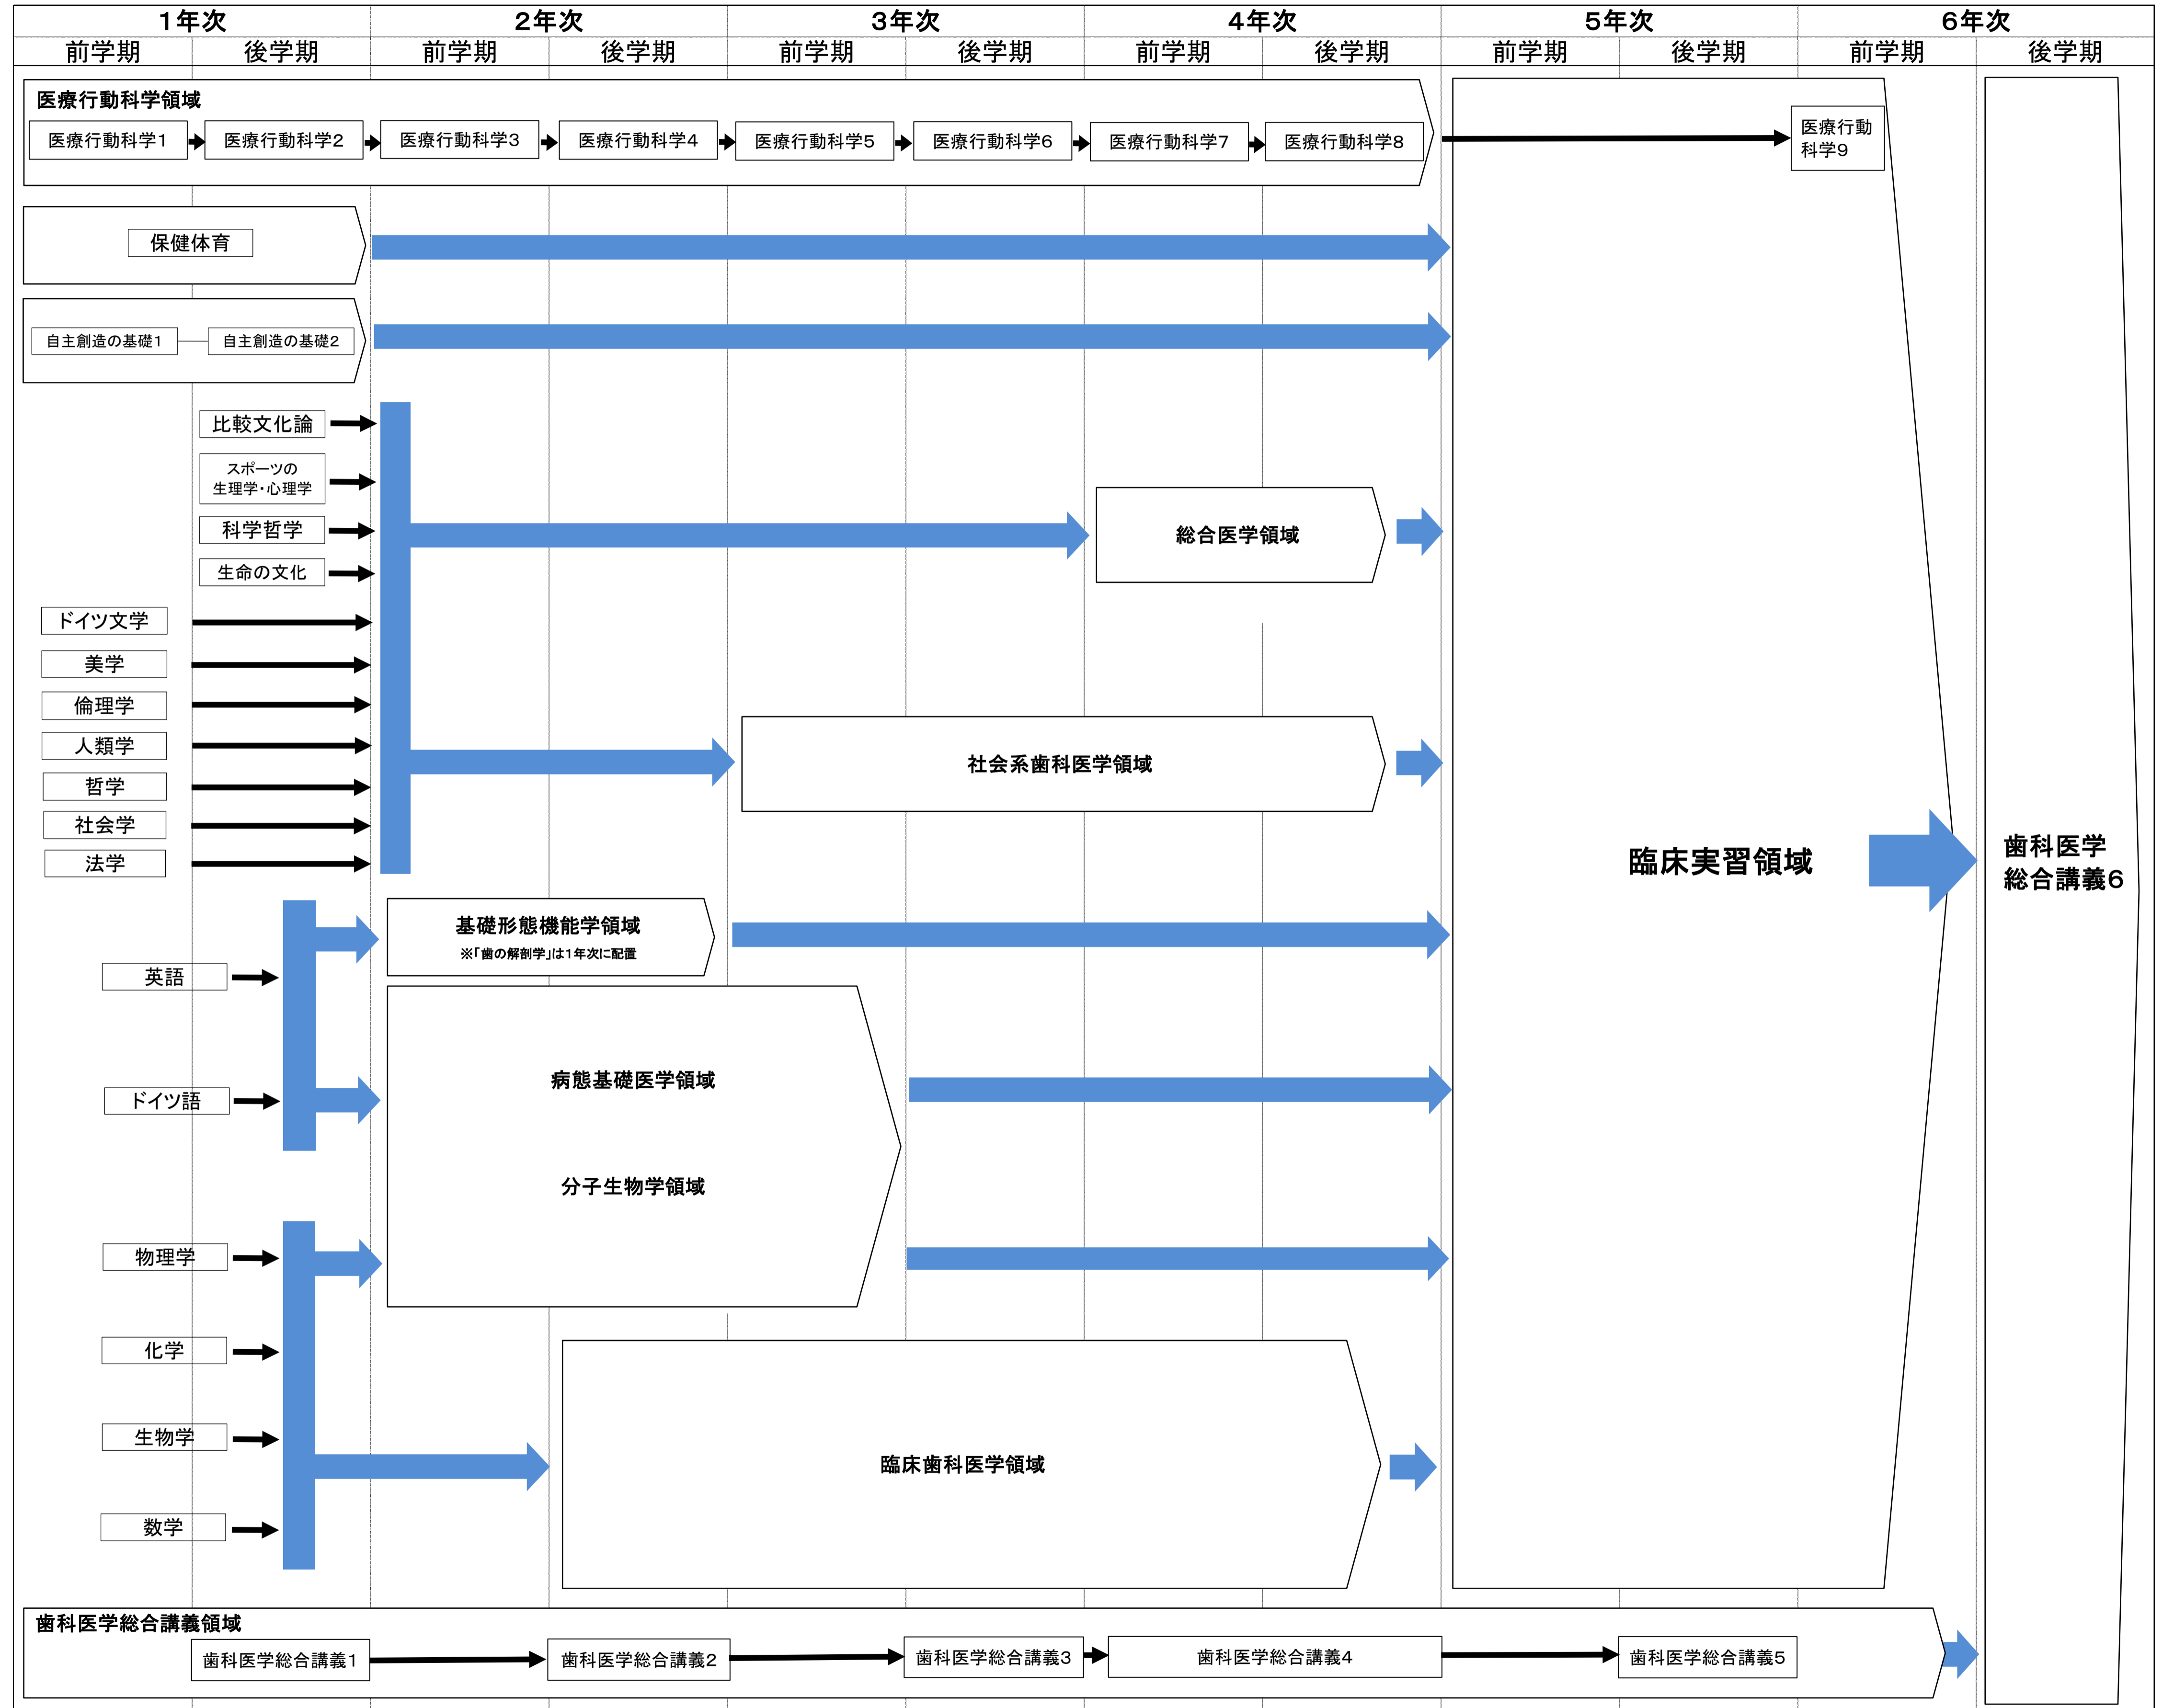 1年次
2年次
3年次
4年次
5年次
6年次
前学期
後学期
前学期
後学期
前学期
後学期
前学期
後学期
前学期
後学期
前学期
後学期
医療行動科学領域
医療行動科学1
医療行動科学2
医療行動科学3
医療行動科学4
医療行動科学5
医療行動科学6
医療行動科学7
医療行動科学8
医療行動
科学9
保健体育
自主創造の基礎1
自主創造の基礎2
比較文化論
スポーツの
生理学・心理学
科学哲学
生命の文化
総合医学領域
ドイツ文学
美学
倫理学
人類学
哲学
社会学
法学
社会系歯科医学領域
臨床実習領域
歯科医学
総合講義6
基礎形態機能学領域
※「歯の解剖学」は1年次に配置
英語
ドイツ語
病態基礎医学領域
分子生物学領域
物理学
化学
生物学
数学
臨床歯科医学領域
歯科医学総合講義領域
歯科医学総合講義1
歯科医学総合講義2
歯科医学総合講義3
歯科医学総合講義4
歯科医学総合講義5